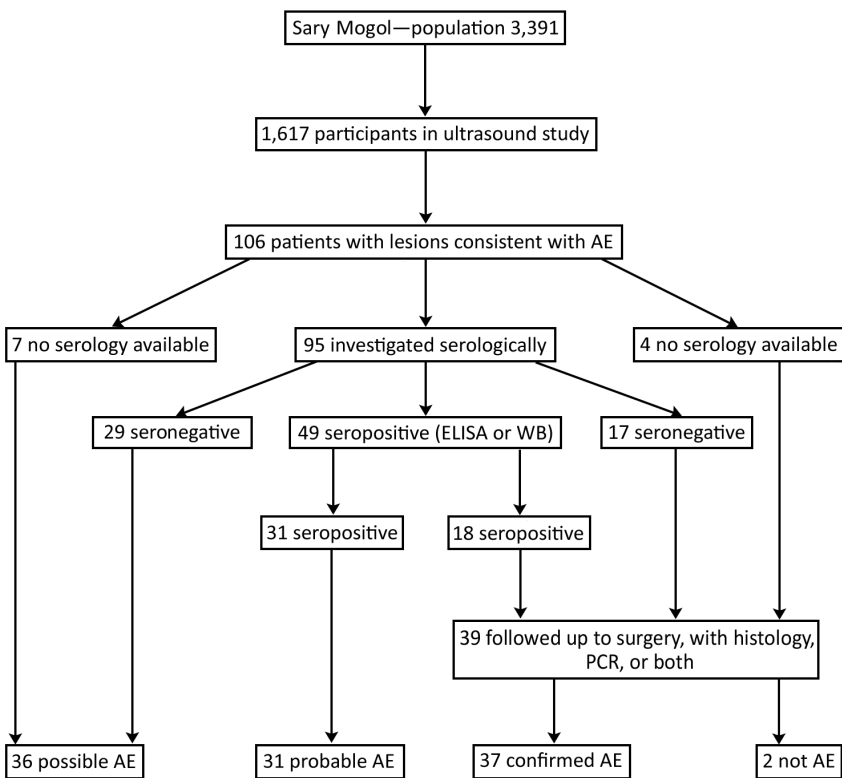 Sary Mogol—population 3,391
1,617 participants in ultrasound study
106 patients with lesions consistent with AE
7 no serology available
95 investigated serologically
4 no serology available
29 seronegative
49 seropositive (ELISA or WB)
17 seronegative
31 seropositive
18 seropositive
39 followed up to surgery, with histology,
PCR, or both
36 possible AE
31 probable AE
37 confirmed AE
2 not AE